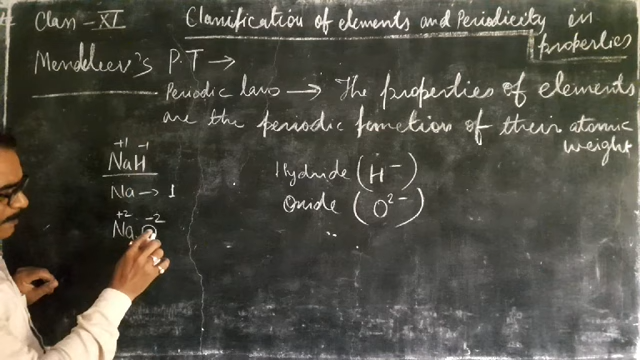 Class - XI
Classification of elements and Periodicity in
properties
Mendeleev's P.T →
Periodic law → The properties of elements
are the periodic function of their atomic
weight
+1 -1
NaH
Na → 1
+2 -2
Na O
Hydride (H⁻)
Oxide (O²⁻)